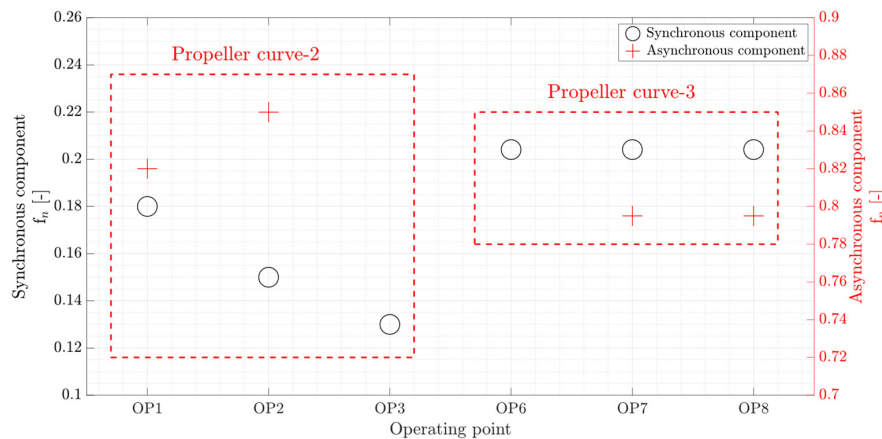 Propeller curve-2
Propeller curve-3
Synchronous component
Asynchronous component
Synchronous component
f_n [-]
0.26
0.24
0.22
0.2
0.18
0.16
0.14
0.12
0.1
0.9
0.88
0.86
0.84
0.82
0.8
0.78
0.76
0.74
0.72
0.7
Asynchronous component
f_n [-]
OP1 OP2 OP3 OP6 OP7 OP8
Operating point